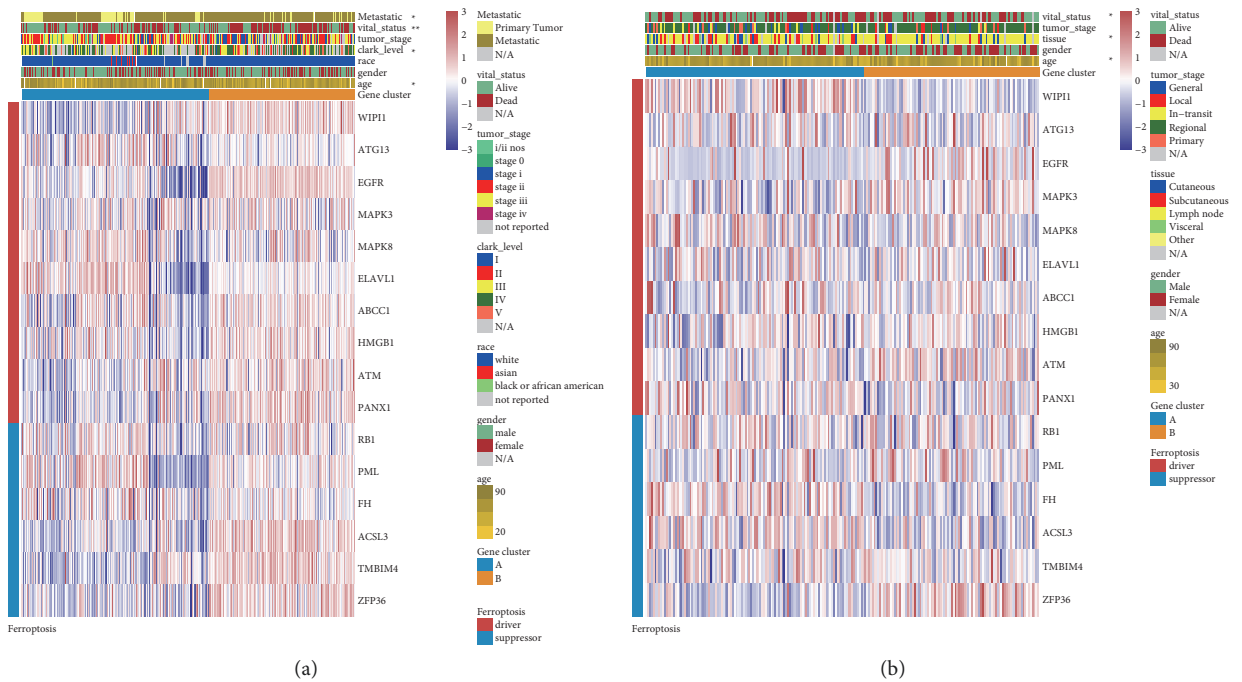 Metastatic *
vital_status **
tumor_stage
clark_level *
race
gender
age *
Gene cluster
WIPI1
ATG13
EGFR
MAPK3
MAPK8
ELAVL1
ABCC1
HMGB1
ATM
PANX1
RB1
PML
FH
ACSL3
TMBIM4
ZFP36
Ferroptosis
3
2
1
0
−1
−2
−3
Metastatic
Primary Tumor
Metastatic
N/A
vital_status
Alive
Dead
N/A
tumor_stage
i/ii nos
stage 0
stage i
stage ii
stage iii
stage iv
not reported
clark_level
I
II
III
IV
V
N/A
race
white
asian
black or african american
not reported
gender
male
female
N/A
age
90
20
Gene cluster
A
B
Ferroptosis
driver
suppressor
(a)
vital_status *
tumor_stage
tissue *
gender
age *
Gene cluster
WIPI1
ATG13
EGFR
MAPK3
MAPK8
ELAVL1
ABCC1
HMGB1
ATM
PANX1
RB1
PML
FH
ACSL3
TMBIM4
ZFP36
Ferroptosis
3
2
1
0
−1
−2
−3
vital_status
Alive
Dead
N/A
tumor_stage
General
Local
In−transit
Regional
Primary
N/A
tissue
Cutaneous
Subcutaneous
Lymph node
Visceral
Other
N/A
gender
Male
Female
N/A
age
90
30
Gene cluster
A
B
Ferroptosis
driver
suppressor
(b)